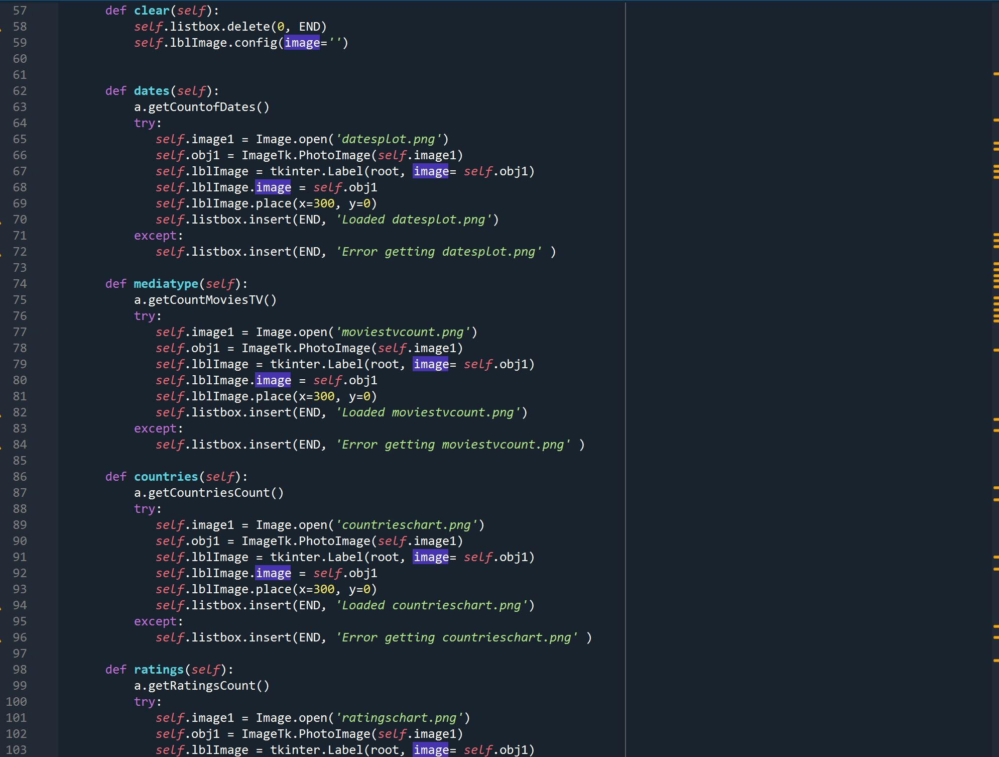 57 def clear(self):
58 self.listbox.delete(0, END)
59 self.lblImage.config(image='')
60
61
62 def dates(self):
63 a.getCountofDates()
64 try:
65 self.image1 = Image.open('datesplot.png')
66 self.obj1 = ImageTk.PhotoImage(self.image1)
67 self.lblImage = tkinter.Label(root, image= self.obj1)
68 self.lblImage.image = self.obj1
69 self.lblImage.place(x=300, y=0)
70 self.listbox.insert(END, 'Loaded datesplot.png')
71 except:
72 self.listbox.insert(END, 'Error getting datesplot.png' )
73
74 def mediatype(self):
75 a.getCountMoviesTV()
76 try:
77 self.image1 = Image.open('moviestvcount.png')
78 self.obj1 = ImageTk.PhotoImage(self.image1)
79 self.lblImage = tkinter.Label(root, image= self.obj1)
80 self.lblImage.image = self.obj1
81 self.lblImage.place(x=300, y=0)
82 self.listbox.insert(END, 'Loaded moviestvcount.png')
83 except:
84 self.listbox.insert(END, 'Error getting moviestvcount.png' )
85
86 def countries(self):
87 a.getCountriesCount()
88 try:
89 self.image1 = Image.open('countrieschart.png')
90 self.obj1 = ImageTk.PhotoImage(self.image1)
91 self.lblImage = tkinter.Label(root, image= self.obj1)
92 self.lblImage.image = self.obj1
93 self.lblImage.place(x=300, y=0)
94 self.listbox.insert(END, 'Loaded countrieschart.png')
95 except:
96 self.listbox.insert(END, 'Error getting countrieschart.png' )
97
98 def ratings(self):
99 a.getRatingsCount()
100 try:
101 self.image1 = Image.open('ratingschart.png')
102 self.obj1 = ImageTk.PhotoImage(self.image1)
103 self.lblImage = tkinter.Label(root, image= self.obj1)